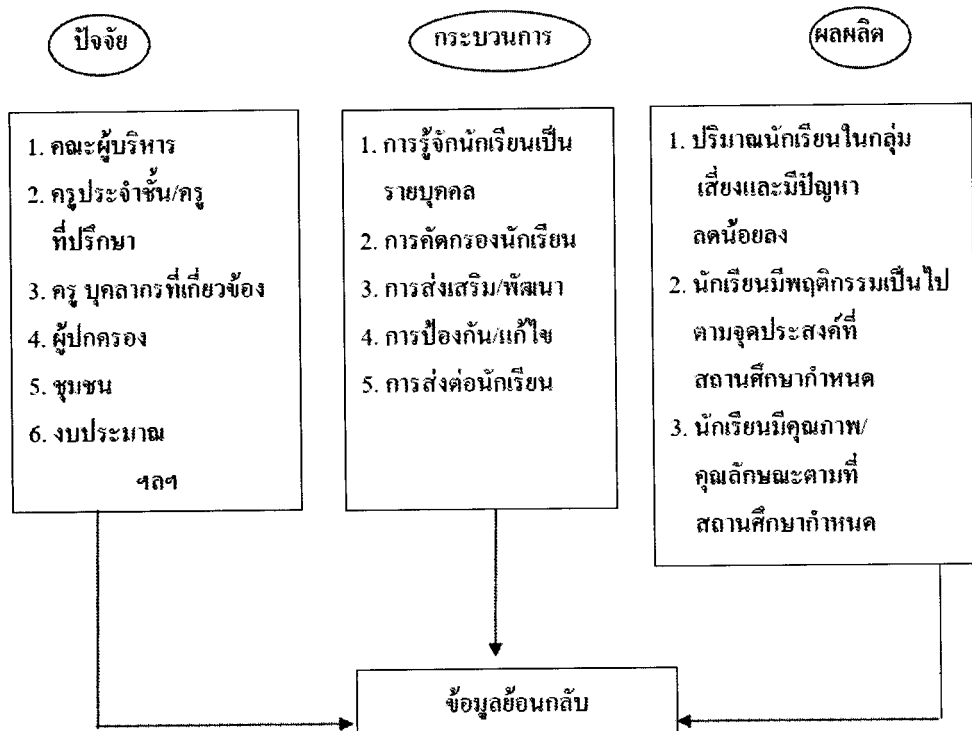 ปัจจัย
กระบวนการ
ผลผลิต
1. คณะผู้บริหาร
2. ครูประจำชั้น/ครู
ที่ปรึกษา
3. ครู บุคลากรที่เกี่ยวข้อง
4. ผู้ปกครอง
5. ชุมชน
6. งบประมาณ
ฯลฯ
1. การรู้จักนักเรียนเป็น
รายบุคคล
2. การคัดกรองนักเรียน
3. การส่งเสริม/พัฒนา
4. การป้องกัน/แก้ไข
5. การส่งต่อนักเรียน
1. ปริมาณนักเรียนในกลุ่ม
เสี่ยงและมีปัญหา
ลดน้อยลง
2. นักเรียนมีพฤติกรรมเป็นไป
ตามจุดประสงค์ที่
สถานศึกษากำหนด
3. นักเรียนมีคุณภาพ/
คุณลักษณะตามที่
สถานศึกษากำหนด
ข้อมูลย้อนกลับ